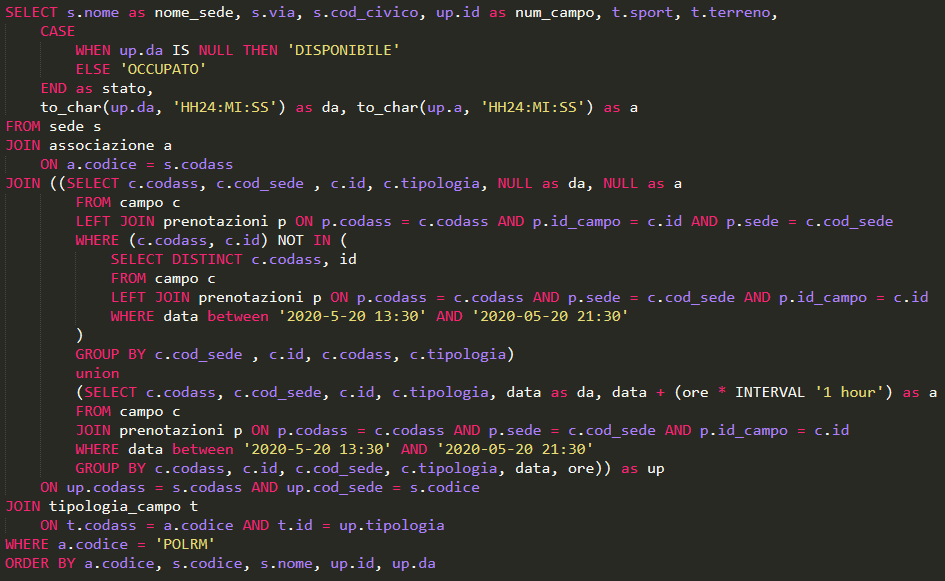 SELECT s.nome as nome_sede, s.via, s.cod_civico, up.id as num_campo, t.sport, t.terreno,
CASE
WHEN up.da IS NULL THEN 'DISPONIBILE'
ELSE 'OCCUPATO'
END as stato,
to_char(up.da, 'HH24:MI:SS') as da, to_char(up.a, 'HH24:MI:SS') as a
FROM sede s
JOIN associazione a
ON a.codice = s.codass
JOIN ((SELECT c.codass, c.cod_sede , c.id, c.tipologia, NULL as da, NULL as a
FROM campo c
LEFT JOIN prenotazioni p ON p.codass = c.codass AND p.id_campo = c.id AND p.sede = c.cod_sede
WHERE (c.codass, c.id) NOT IN (
SELECT DISTINCT c.codass, id
FROM campo c
LEFT JOIN prenotazioni p ON p.codass = c.codass AND p.sede = c.cod_sede AND p.id_campo = c.id
WHERE data between '2020-5-20 13:30' AND '2020-05-20 21:30'
)
GROUP BY c.cod_sede , c.id, c.codass, c.tipologia)
union
(SELECT c.codass, c.cod_sede, c.id, c.tipologia, data as da, data + (ore * INTERVAL '1 hour') as a
FROM campo c
JOIN prenotazioni p ON p.codass = c.codass AND p.sede = c.cod_sede AND p.id_campo = c.id
WHERE data between '2020-5-20 13:30' AND '2020-05-20 21:30'
GROUP BY c.codass, c.id, c.cod_sede, c.tipologia, data, ore)) as up
ON up.codass = s.codass AND up.cod_sede = s.codice
JOIN tipologia_campo t
ON t.codass = a.codice AND t.id = up.tipologia
WHERE a.codice = 'POLRM'
ORDER BY a.codice, s.codice, s.nome, up.id, up.da